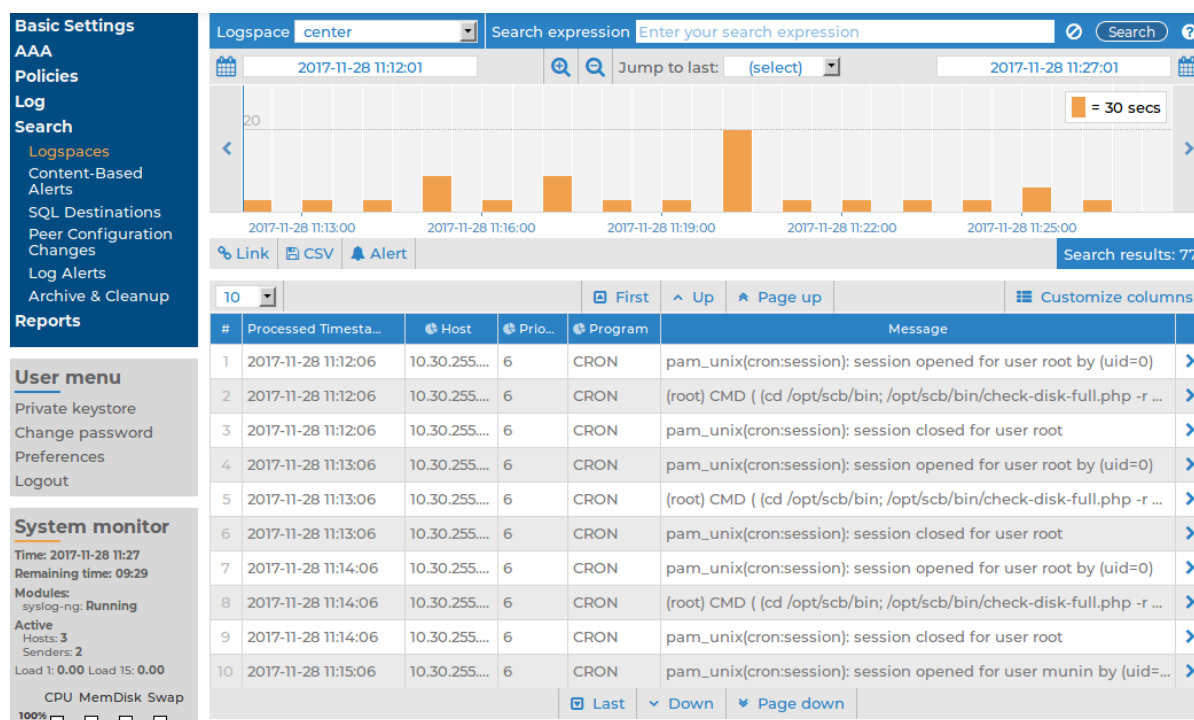 Basic Settings
AAA
Policies
Log
Search
Logspaces
Content-Based
Alerts
SQL Destinations
Peer Configuration
Changes
Log Alerts
Archive & Cleanup
Reports
User menu
Private keystore
Change password
Preferences
Logout
System monitor
Time: 2017-11-28 11:27
Remaining time: 09:29
Modules:
syslog-ng: Running
Active
Hosts: 3
Senders: 2
Load 1: 0.00 Load 15: 0.00
CPU MemDisk Swap
100%
Logspace center Search expression Enter your search expression Search ?
2017-11-28 11:12:01 Jump to last: (select) 2017-11-28 11:27:01
20
= 30 secs
2017-11-28 11:13:00 2017-11-28 11:16:00 2017-11-28 11:19:00 2017-11-28 11:22:00 2017-11-28 11:25:00
Link CSV Alert Search results: 77
10 First Up Page up Customize columns
# Processed Timesta... Host Prio... Program Message
1 2017-11-28 11:12:06 10.30.255.... 6 CRON pam_unix(cron:session): session opened for user root by (uid=0)
2 2017-11-28 11:12:06 10.30.255.... 6 CRON (root) CMD ( (cd /opt/scb/bin; /opt/scb/bin/check-disk-full.php -r ...
3 2017-11-28 11:12:06 10.30.255.... 6 CRON pam_unix(cron:session): session closed for user root
4 2017-11-28 11:13:06 10.30.255.... 6 CRON pam_unix(cron:session): session opened for user root by (uid=0)
5 2017-11-28 11:13:06 10.30.255.... 6 CRON (root) CMD ( (cd /opt/scb/bin; /opt/scb/bin/check-disk-full.php -r ...
6 2017-11-28 11:13:06 10.30.255.... 6 CRON pam_unix(cron:session): session closed for user root
7 2017-11-28 11:14:06 10.30.255.... 6 CRON pam_unix(cron:session): session opened for user root by (uid=0)
8 2017-11-28 11:14:06 10.30.255.... 6 CRON (root) CMD ( (cd /opt/scb/bin; /opt/scb/bin/check-disk-full.php -r ...
9 2017-11-28 11:14:06 10.30.255.... 6 CRON pam_unix(cron:session): session closed for user root
10 2017-11-28 11:15:06 10.30.255.... 6 CRON pam_unix(cron:session): session opened for user munin by (uid=...
Last Down Page down